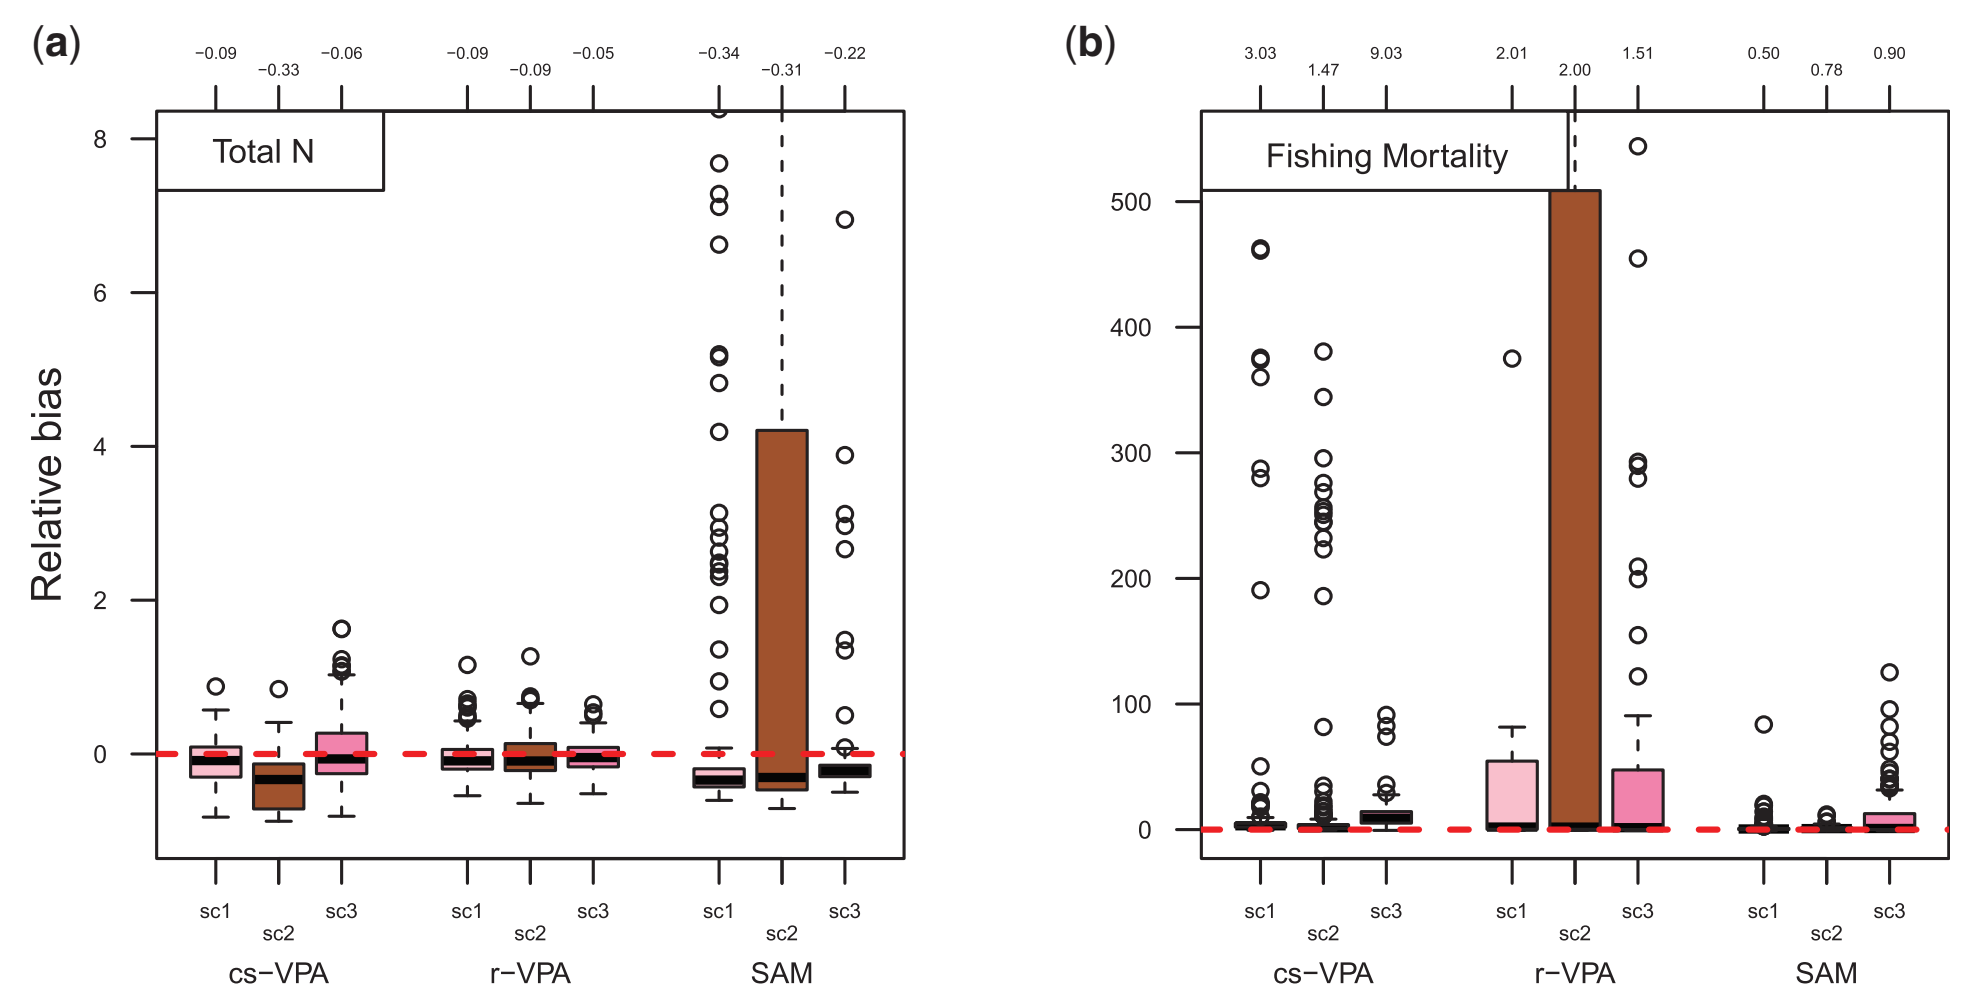 (a)
−0.09 −0.06 −0.09 −0.05 −0.34 −0.22
−0.33 −0.09 −0.31
Total N
8
6
4
2
0
Relative bias
sc1 sc3 sc1 sc3 sc1 sc3
sc2 sc2 sc2
cs−VPA r−VPA SAM
(b)
3.03 9.03 2.01 1.51 0.50 0.90
1.47 2.00 0.78
Fishing Mortality
500
400
300
200
100
0
sc1 sc3 sc1 sc3 sc1 sc3
sc2 sc2 sc2
cs−VPA r−VPA SAM